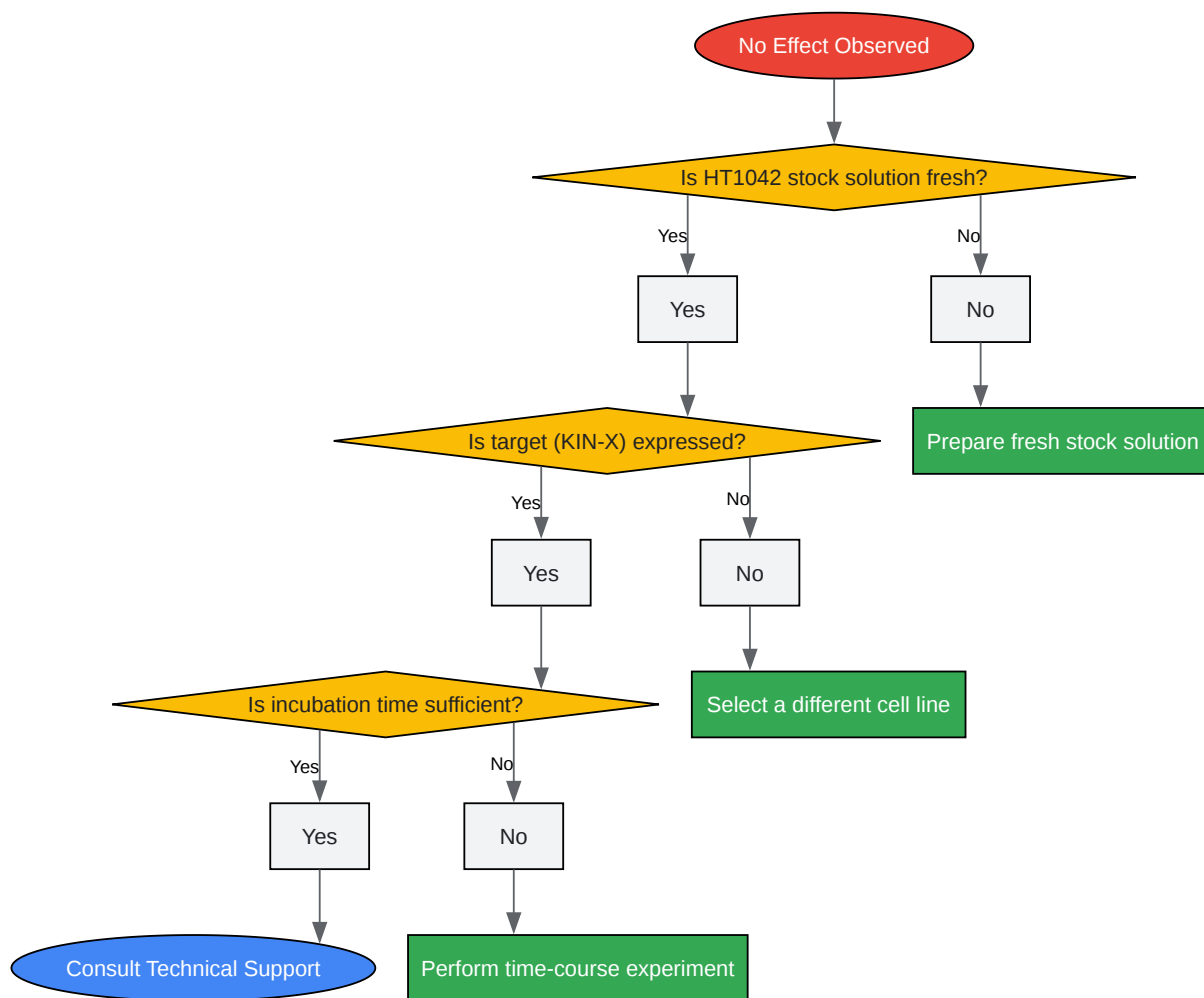 No Effect Observed
Is HT1042 stock solution fresh?
Yes
No
Yes
No
Is target (KIN-X) expressed?
Prepare fresh stock solution
Yes
No
Yes
No
Is incubation time sufficient?
Select a different cell line
Yes
No
Yes
No
Consult Technical Support
Perform time-course experiment